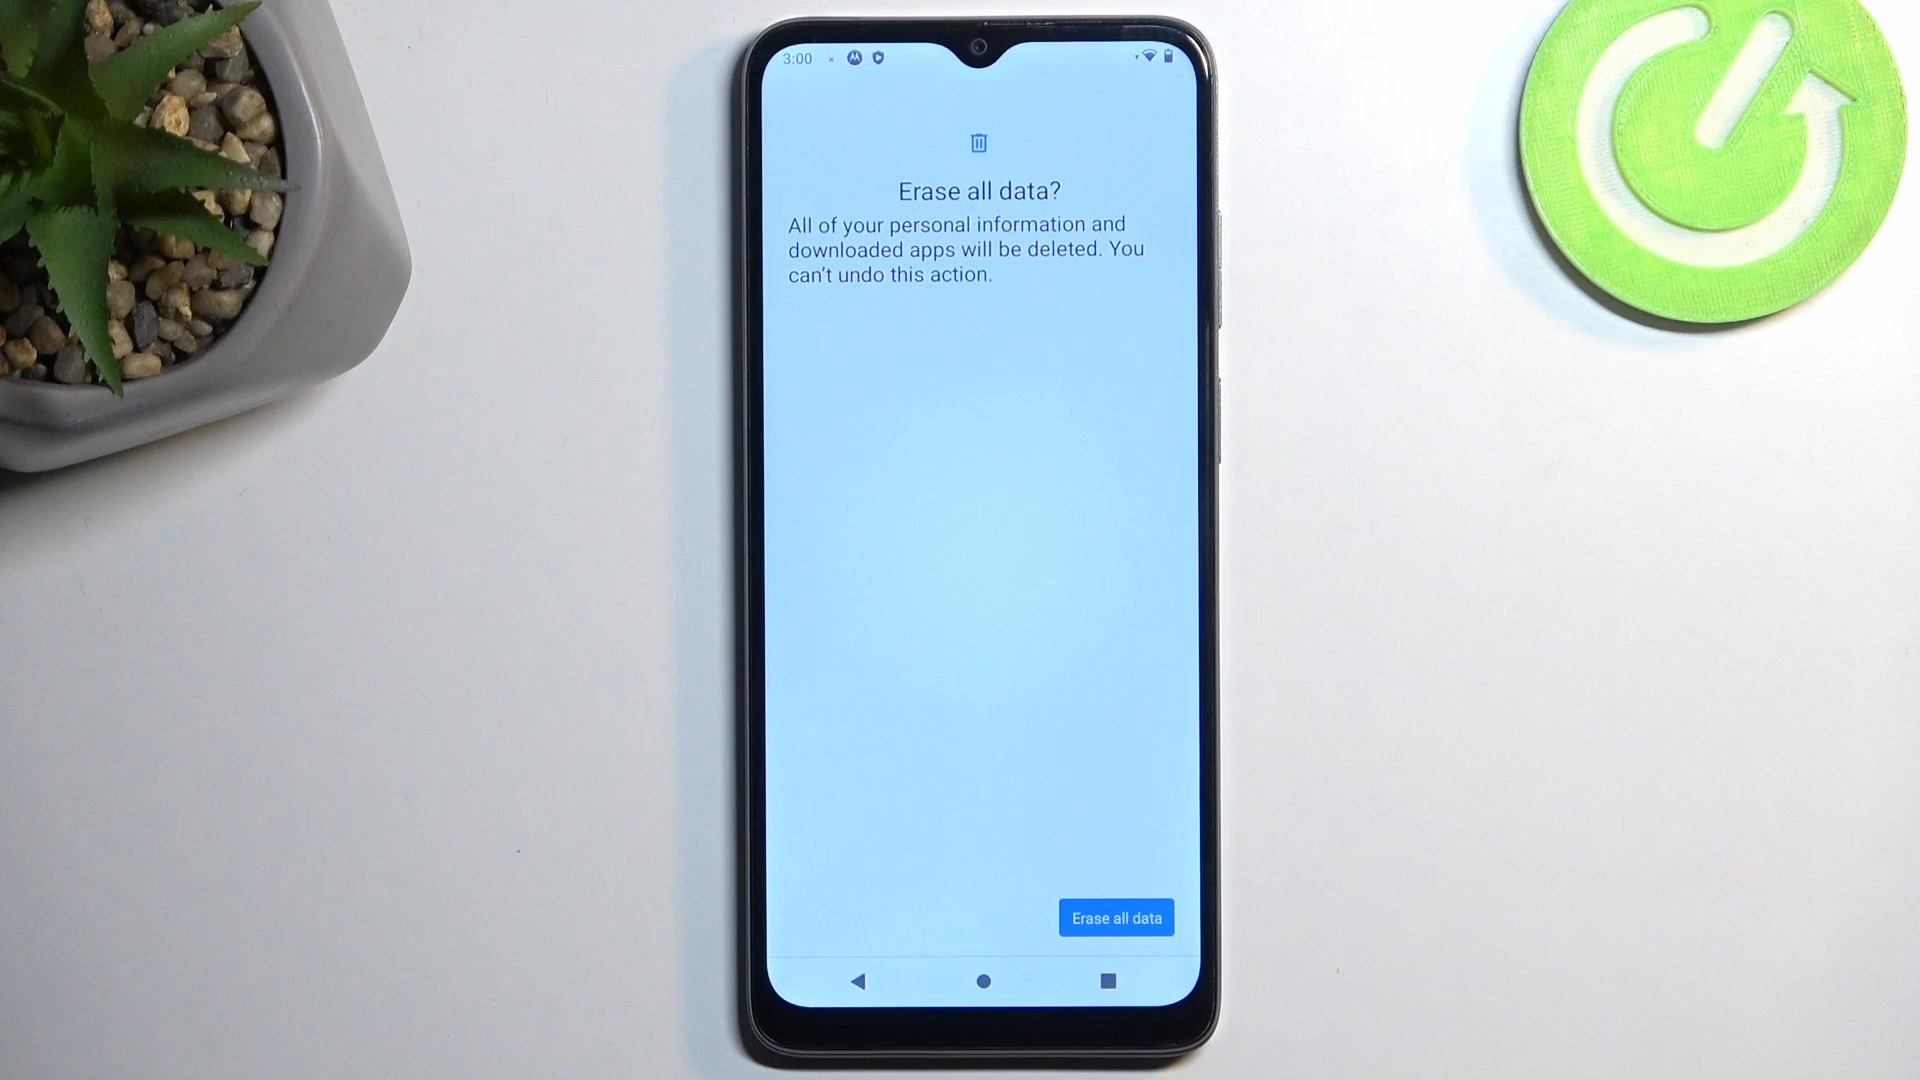 3:00
Erase all data?
All of your personal information and
downloaded apps will be deleted. You
can't undo this action.
Erase all data